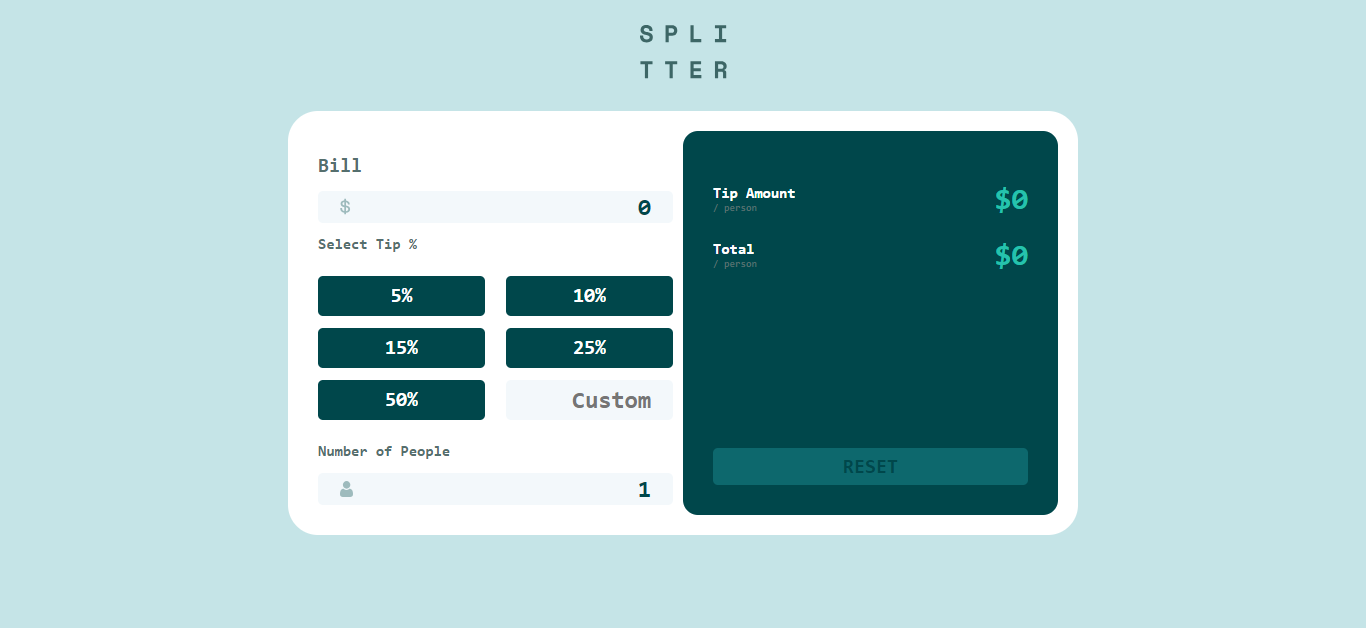 SPLI
TTER
Bill
$ 0
Select Tip %
5% 10%
15% 25%
50% Custom
Number of People
1
Tip Amount $0
/ person
Total $0
/ person
RESET